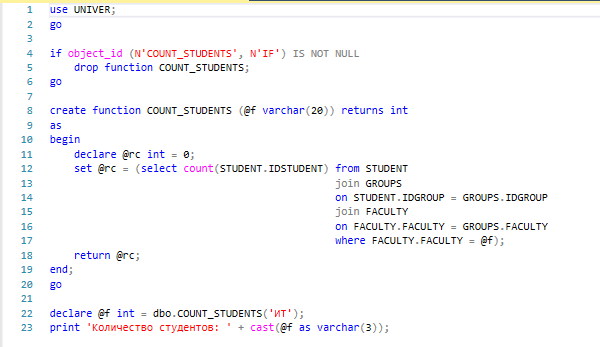 1 use UNIVER;
2 go
3
4 if object_id (N'COUNT_STUDENTS', N'IF') IS NOT NULL
5 drop function COUNT_STUDENTS;
6 go
7
8 create function COUNT_STUDENTS (@f varchar(20)) returns int
9 as
10 begin
11 declare @rc int = 0;
12 set @rc = (select count(STUDENT.IDSTUDENT) from STUDENT
13 join GROUPS
14 on STUDENT.IDGROUP = GROUPS.IDGROUP
15 join FACULTY
16 on FACULTY.FACULTY = GROUPS.FACULTY
17 where FACULTY.FACULTY = @f);
18 return @rc;
19 end;
20 go
21
22 declare @f int = dbo.COUNT_STUDENTS('ИТ');
23 print 'Количество студентов: ' + cast(@f as varchar(3));